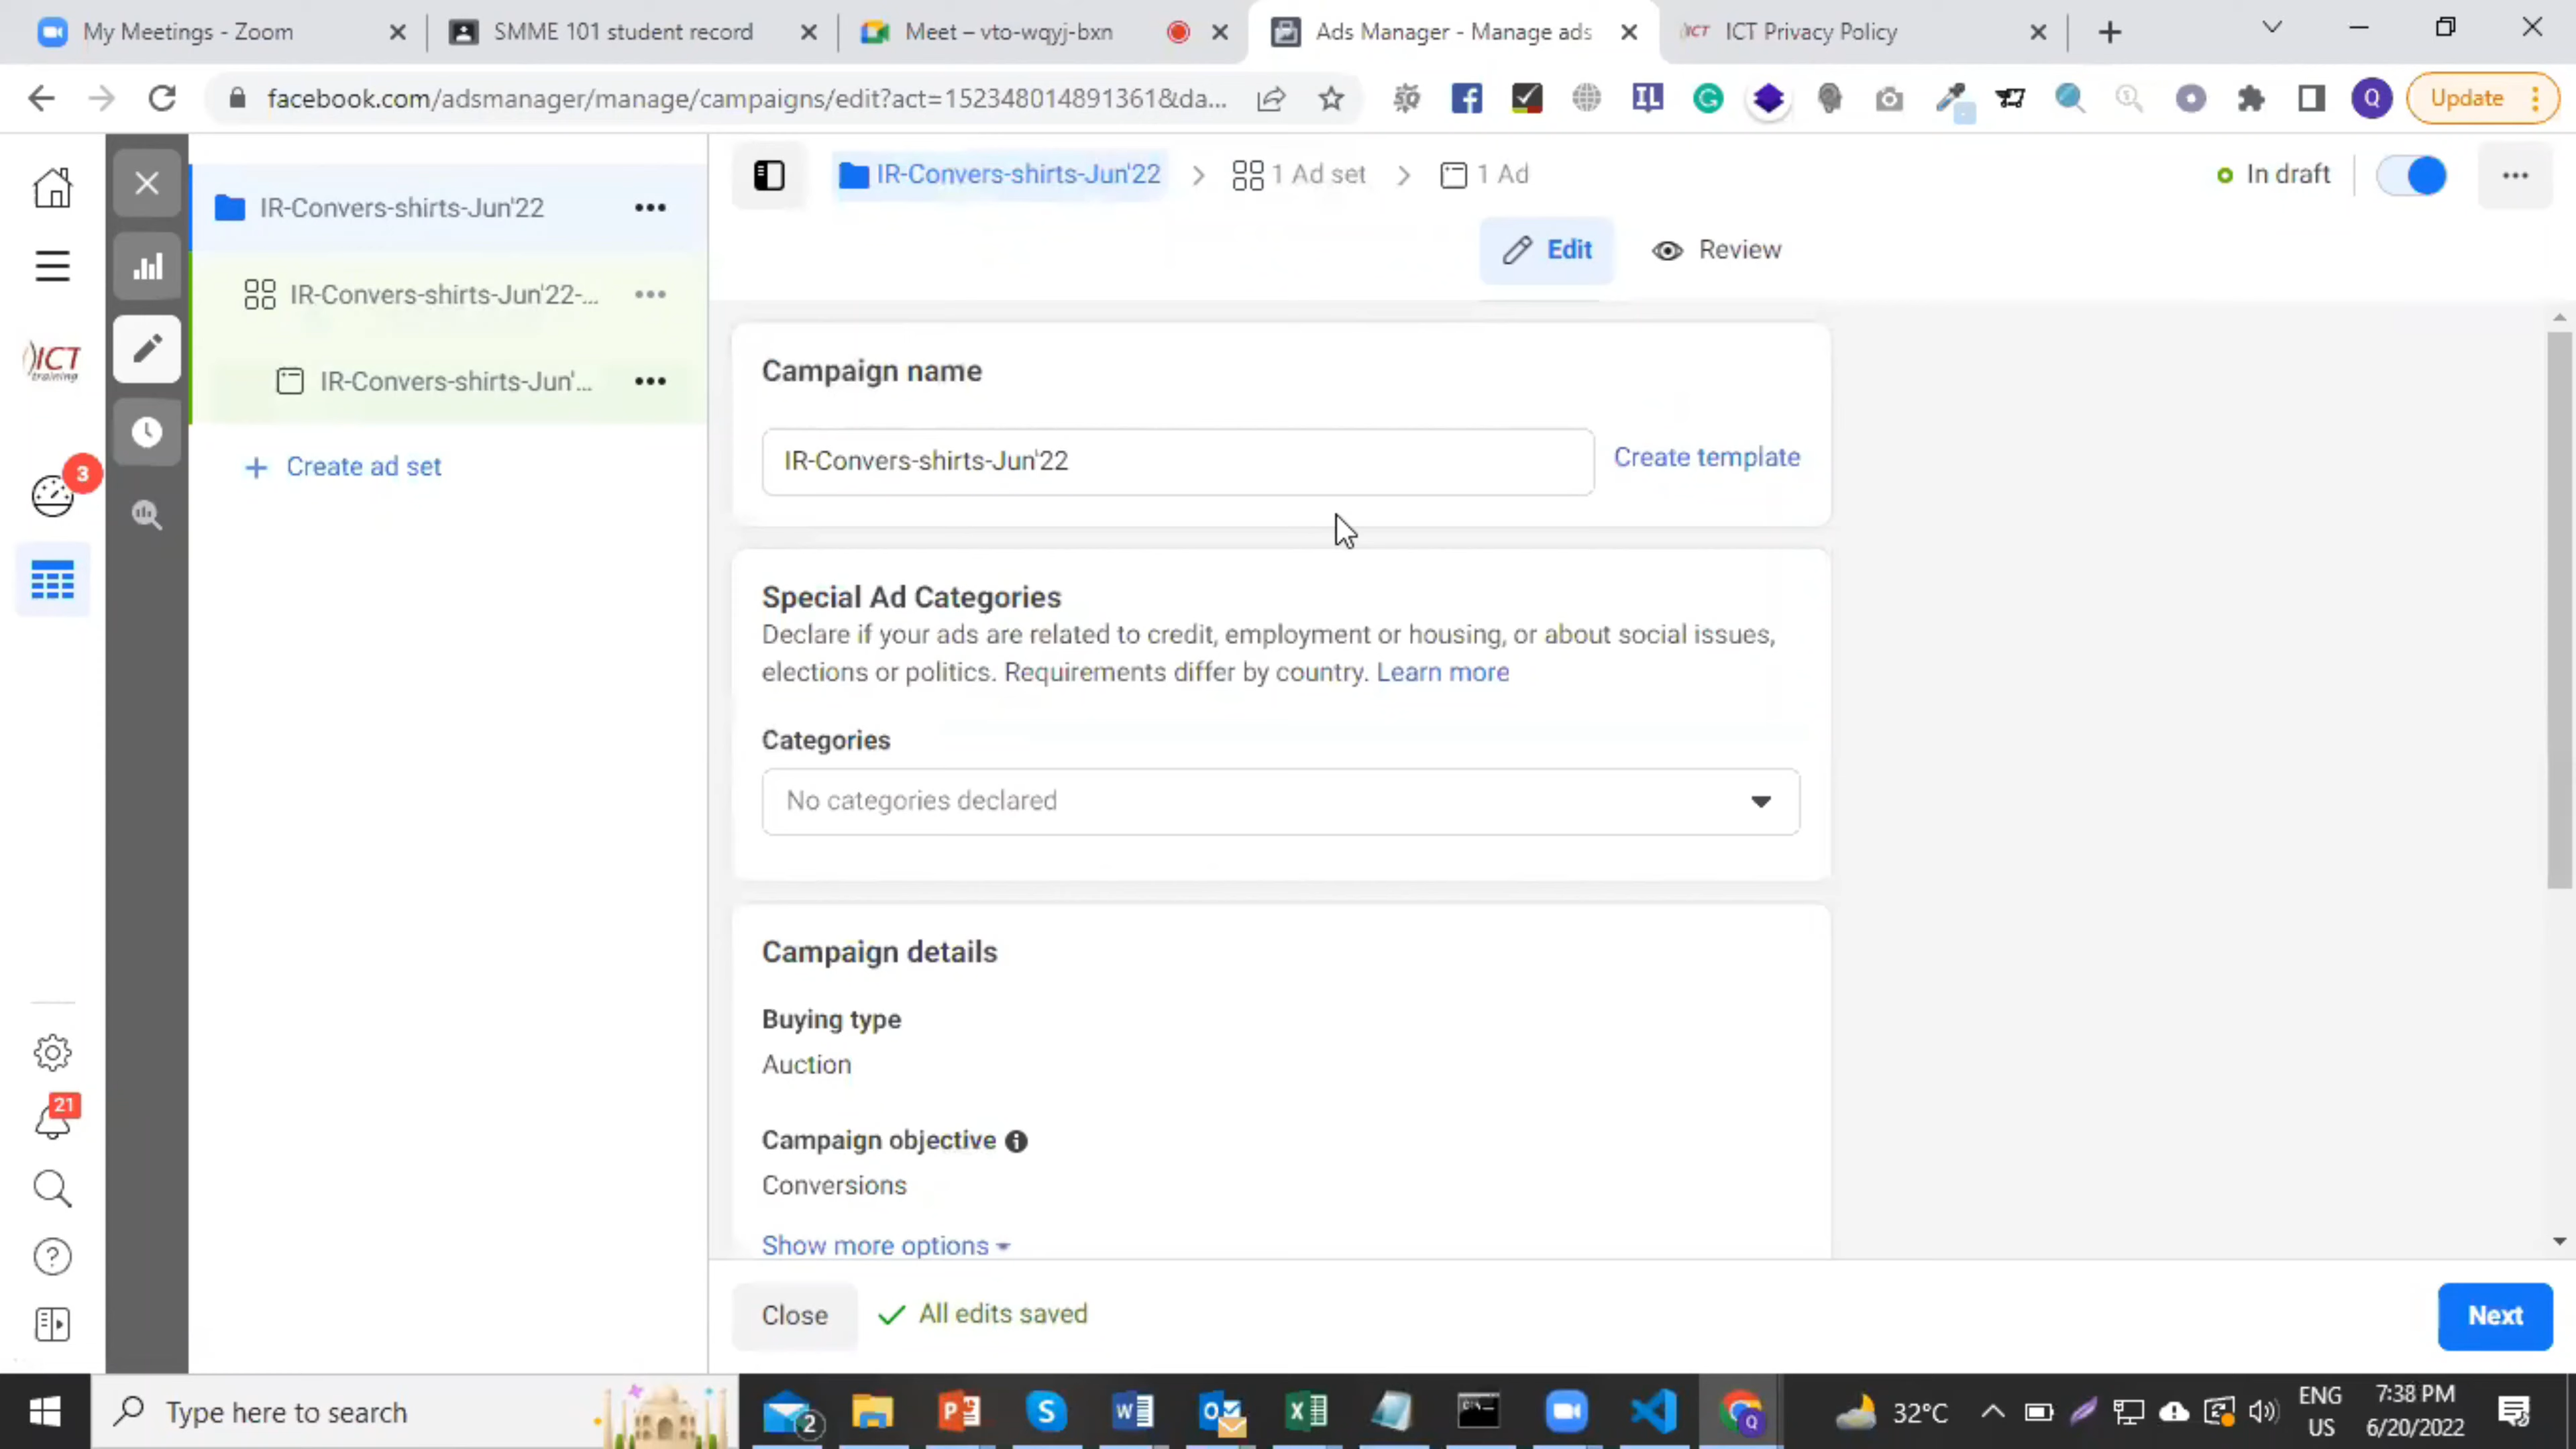 My Meetings - Zoom
SMME 101 student record
Meet – vto-wqyj-bxn
Ads Manager - Manage ads
ICT
ICT Privacy Policy
facebook.com/adsmanager/manage/campaigns/edit?act=152348014891361&da...
IL
Q
Update
IR-Convers-shirts-Jun'22
1 Ad set
1 Ad
In draft
IR-Convers-shirts-Jun'22
Edit
Review
IR-Convers-shirts-Jun'22-...
ICT
training
IR-Convers-shirts-Jun'...
Campaign name
IR-Convers-shirts-Jun'22
Create template
3
Create ad set
Special Ad Categories
Declare if your ads are related to credit, employment or housing, or about social issues,
elections or politics. Requirements differ by country. Learn more
Categories
No categories declared
Campaign details
Buying type
Auction
21
Campaign objective
Conversions
Show more options
Close
All edits saved
Next
Type here to search
2
32°C
ENG
US
7:38 PM
6/20/2022